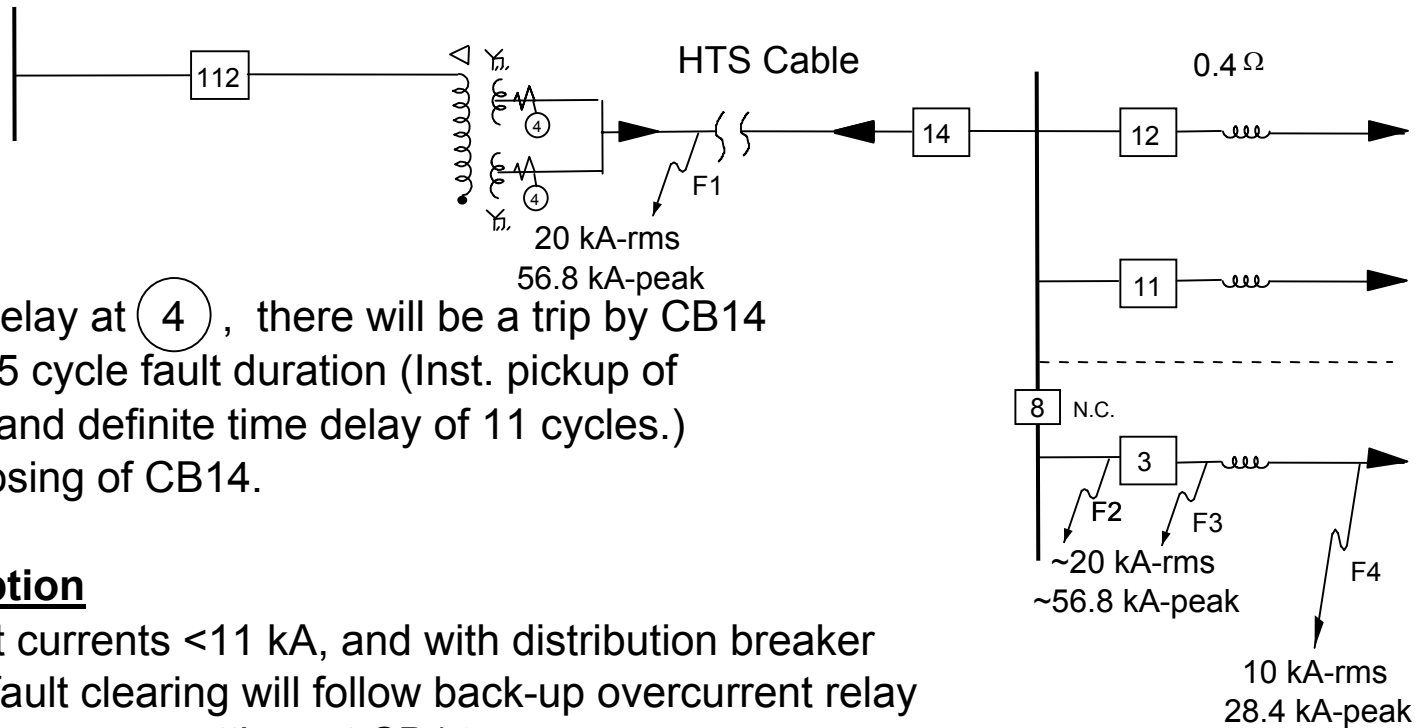 112
HTS Cable
0.4 Ω
4
4
14
12
F1
20 kA-rms
56.8 kA-peak
11
elay at 4 , there will be a trip by CB14
5 cycle fault duration (Inst. pickup of
and definite time delay of 11 cycles.)
osing of CB14.
8 N.C.
3
F2
F3
~20 kA-rms
~56.8 kA-peak
F4
10 kA-rms
28.4 kA-peak
ption
t currents <11 kA, and with distribution breaker
fault clearing will follow back-up overcurrent relay